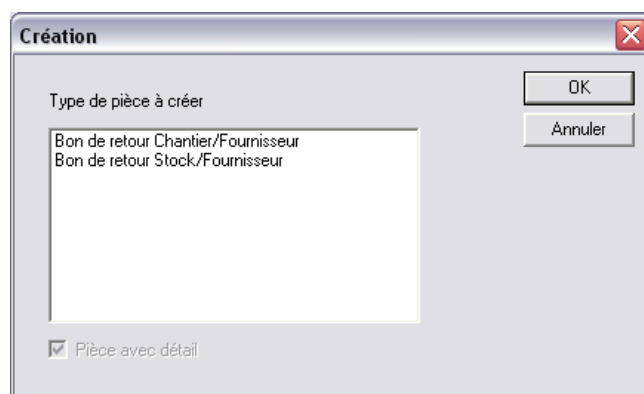 Création
OK
Type de pièce à créer
Annuler
Bon de retour Chantier/Fournisseur
Bon de retour Stock/Fournisseur
Pièce avec détail